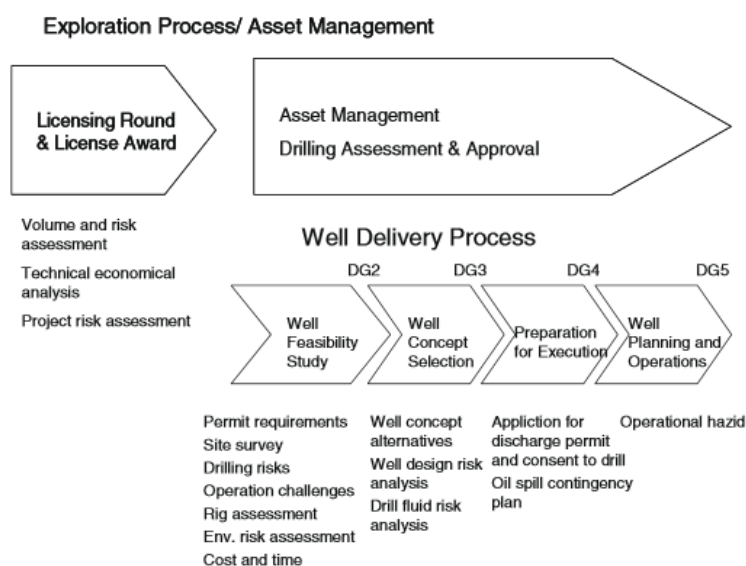 Exploration Process/ Asset Management
Licensing Round
& License Award
Asset Management
Drilling Assessment & Approval
Volume and risk
assessment
Technical economical
analysis
Project risk assessment
Well Delivery Process
DG2
DG3
DG4
DG5
Well
Feasibility
Study
Well
Concept
Selection
Preparation
for Execution
Well
Planning and
Operations
Permit requirements
Site survey
Drilling risks
Operation challenges
Rig assessment
Env. risk assessment
Cost and time
Well concept
alternatives
Well design risk
analysis
Drill fluid risk
analysis
Appliction for
discharge permit
and consent to drill
Oil spill contingency
plan
Operational hazid